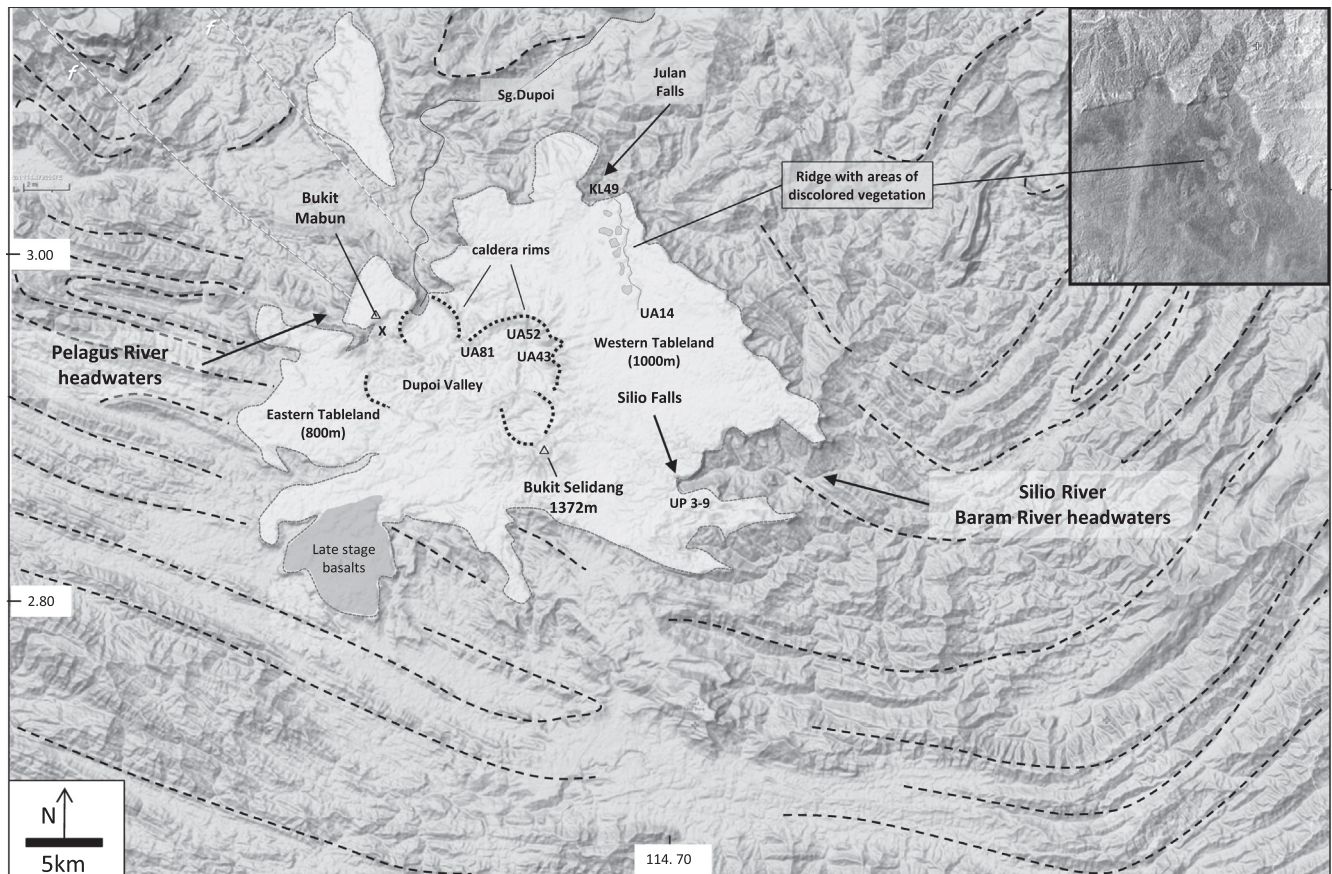 f
f
Sg.Dupoi
Julan
Falls
KL49
Ridge with areas of
discolored vegetation
2 mi
Bukit
Mabun
caldera rims
3.00
X
UA14
UA52
UA81
UA43
Western Tableland
(1000m)
Pelagus River
headwaters
Dupoi Valley
Silio Falls
Eastern Tableland
(800m)
Bukit Selidang
1372m
UP 3-9
Silio River
Baram River headwaters
Late stage
basalts
2.80
N
5km
114. 70